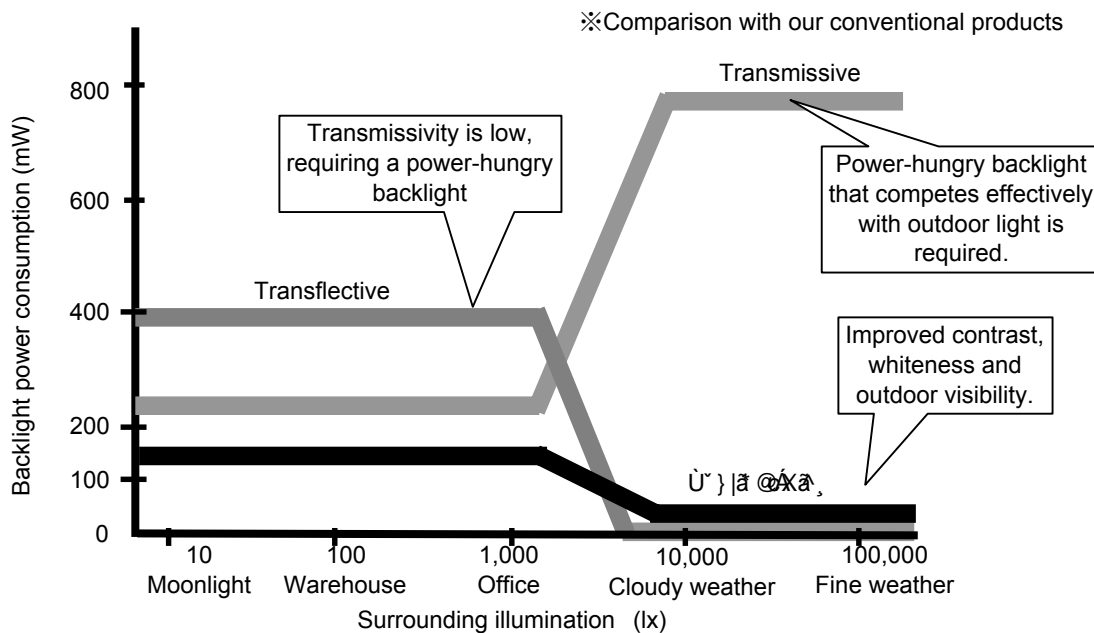 ※Comparison with our conventional products
Transmissive
800
Transmissivity is low,
requiring a power-hungry
backlight
Power-hungry backlight
that competes effectively
with outdoor light is
required.
600
Transflective
400
Improved contrast,
whiteness and
outdoor visibility.
200
100
0
Backlight power consumption (mW)
10
100
1,000
10,000
100,000
Moonlight
Warehouse
Office
Cloudy weather
Fine weather
Surrounding illumination (lx)